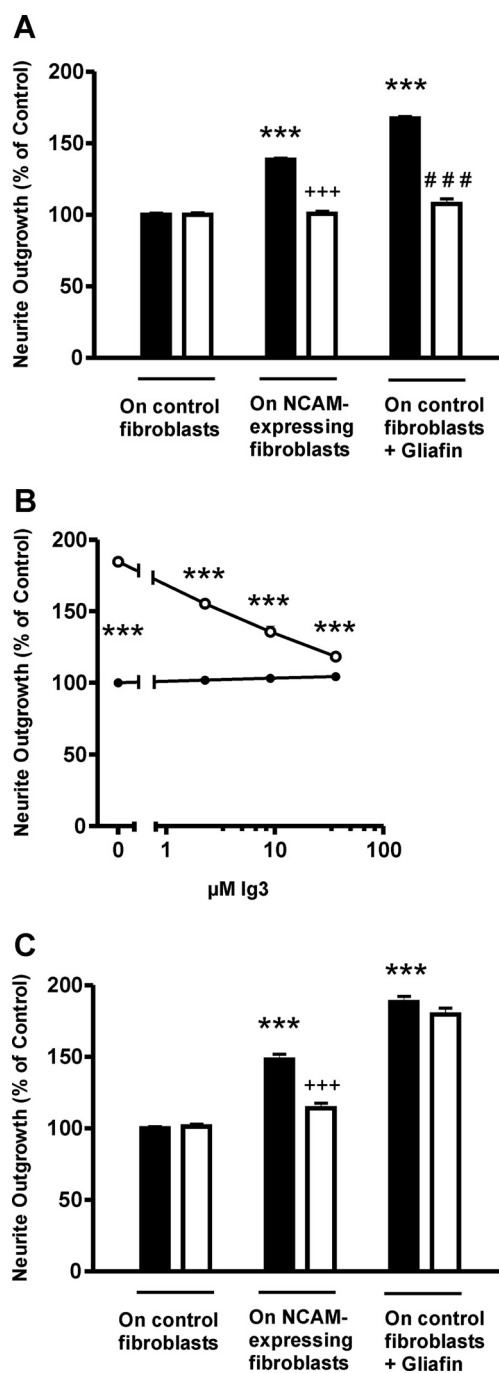 A
Neurite Outgrowth (% of Control)
200
150
100
50
0
***
+++
***
# # #
On control
fibroblasts
On NCAM-
expressing
fibroblasts
On control
fibroblasts
+ Gliafin
B
Neurite Outgrowth (% of Control)
200
150
100
50
0
***
***
***
***
0 1 10 100
µM Ig3
C
Neurite Outgrowth (% of Control)
200
150
100
50
0
***
+++
***
On control
fibroblasts
On NCAM-
expressing
fibroblasts
On control
fibroblasts
+ Gliafin